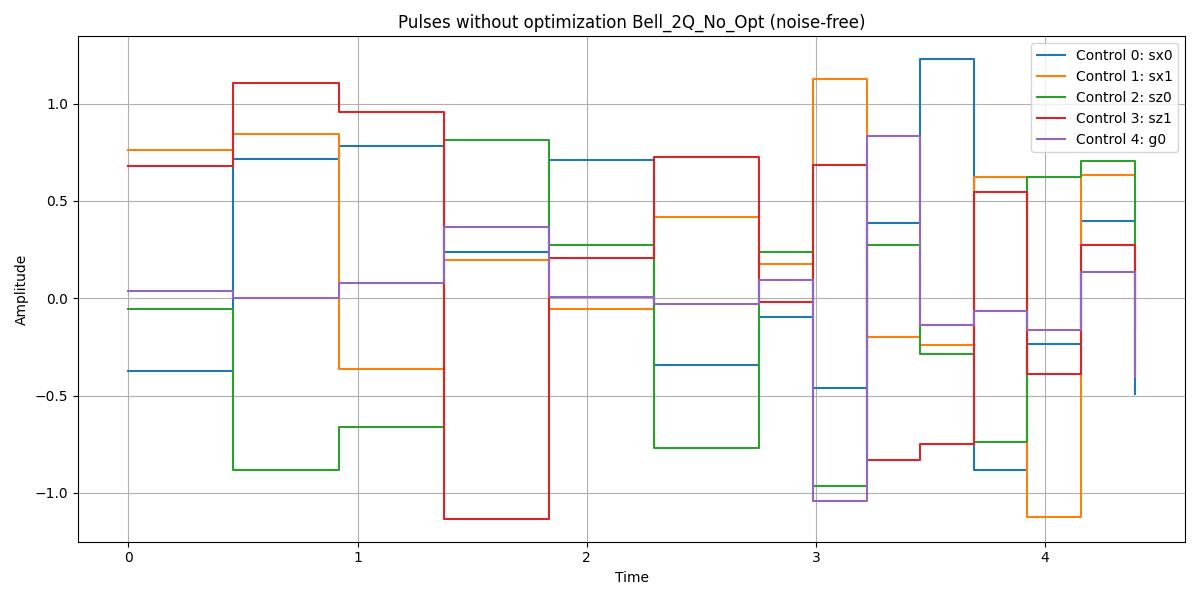 Pulses without optimization Bell_2Q_No_Opt (noise-free)
Control 0: sx0
Control 1: sx1
Control 2: sz0
Control 3: sz1
Control 4: g0
Amplitude
1.0
0.5
0.0
−0.5
−1.0
0 1 2 3 4
Time